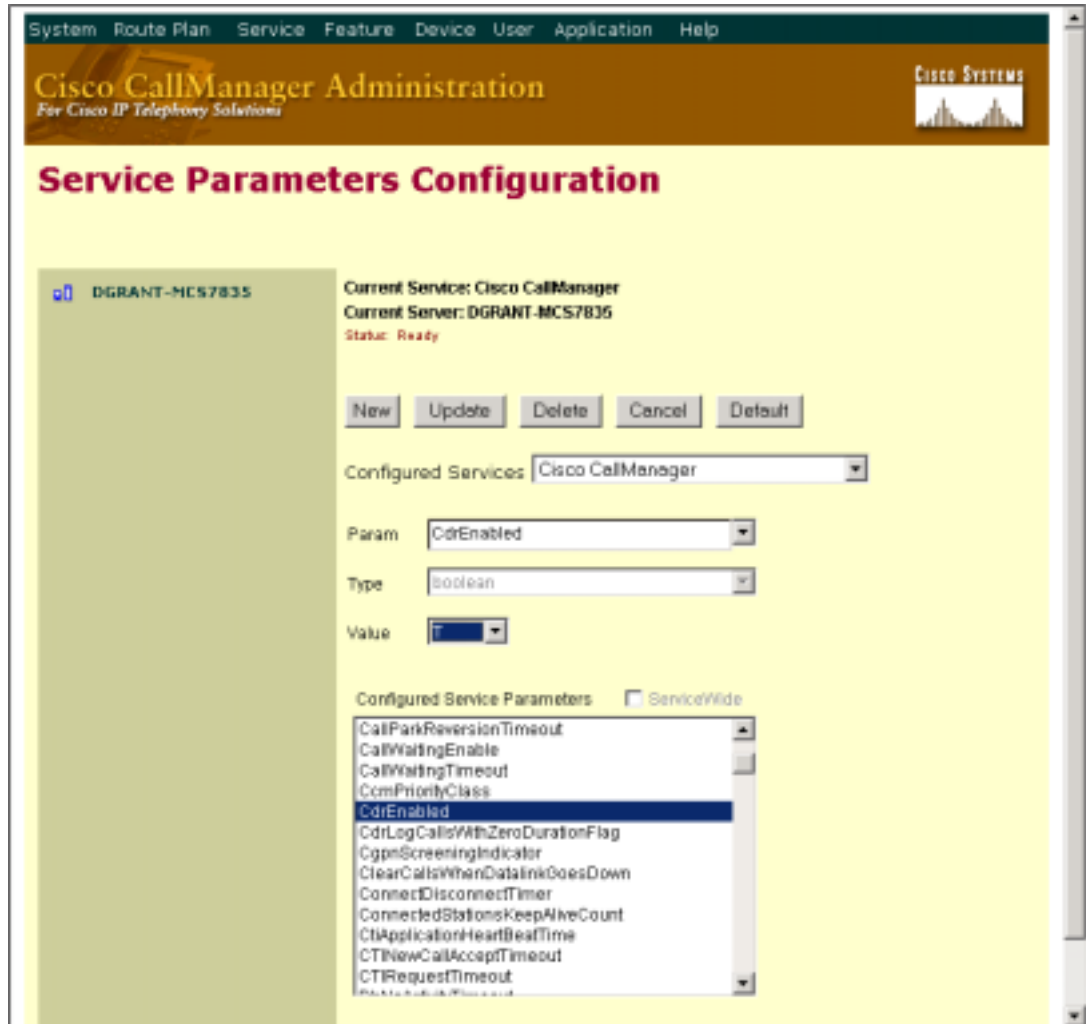 System Route Plan Service Feature Device User Application Help
Cisco CallManager Administration
For Cisco IP Telephony Solutions
CISCO SYSTEMS
Service Parameters Configuration
DGRANT-MCS7835
Current Service: Cisco CallManager
Current Server: DGRANT-MCS7835
Status: Ready
New Update Delete Cancel Default
Configured Services Cisco CallManager
Param CdrEnabled
Type boolean
Value T
Configured Service Parameters ServiceWide
CallParkReversionTimeout
CallWaitingEnable
CallWaitingTimeout
CcmPriorityClass
CdrEnabled
CdrLogCallsWithZeroDurationFlag
CgpnScreeningIndicator
ClearCallsWhenDatalinkGoesDown
ConnectDisconnectTimer
ConnectedStationsKeepAliveCount
CtiApplicationHeartBeatTime
CTINewCallAcceptTimeout
CTIRequestTimeout